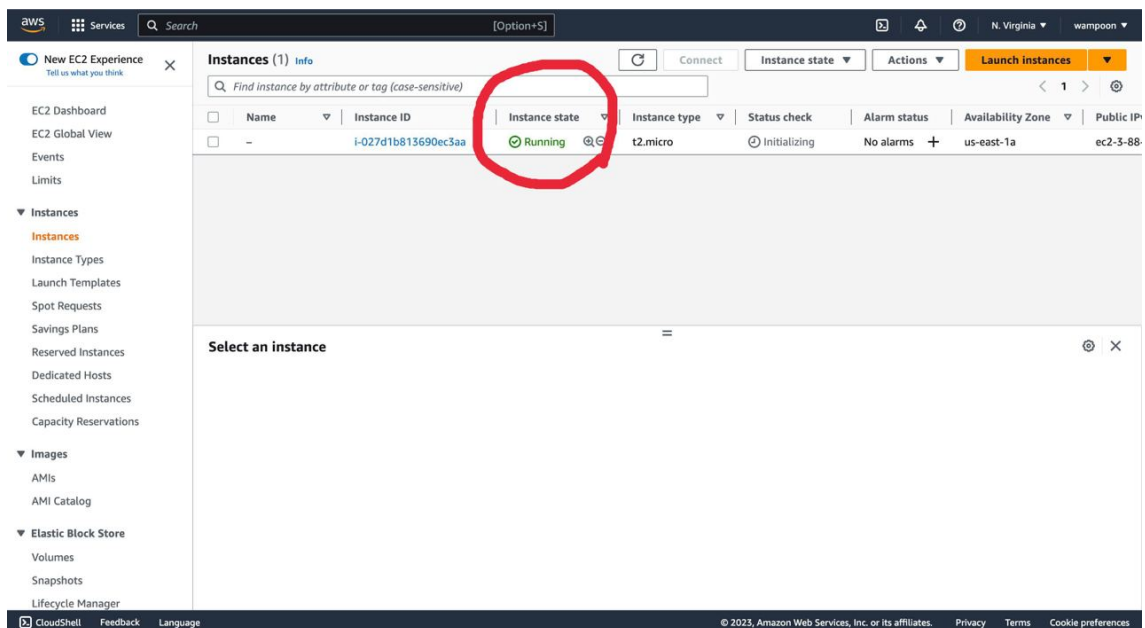 aws Services Search [Option+S] N. Virginia wampoon
New EC2 Experience
Tell us what you think
EC2 Dashboard
EC2 Global View
Events
Limits
Instances
Instances
Instance Types
Launch Templates
Spot Requests
Savings Plans
Reserved Instances
Dedicated Hosts
Scheduled Instances
Capacity Reservations
Images
AMIs
AMI Catalog
Elastic Block Store
Volumes
Snapshots
Lifecycle Manager
Instances (1) Info Connect Instance state Actions Launch instances
Find instance by attribute or tag (case-sensitive) 1
Name Instance ID Instance state Instance type Status check Alarm status Availability Zone Public IPv
– i-027d1b813690ec3aa Running t2.micro Initializing No alarms + us-east-1a ec2-3-88-
Select an instance
CloudShell Feedback Language © 2023, Amazon Web Services, Inc. or its affiliates. Privacy Terms Cookie preferences